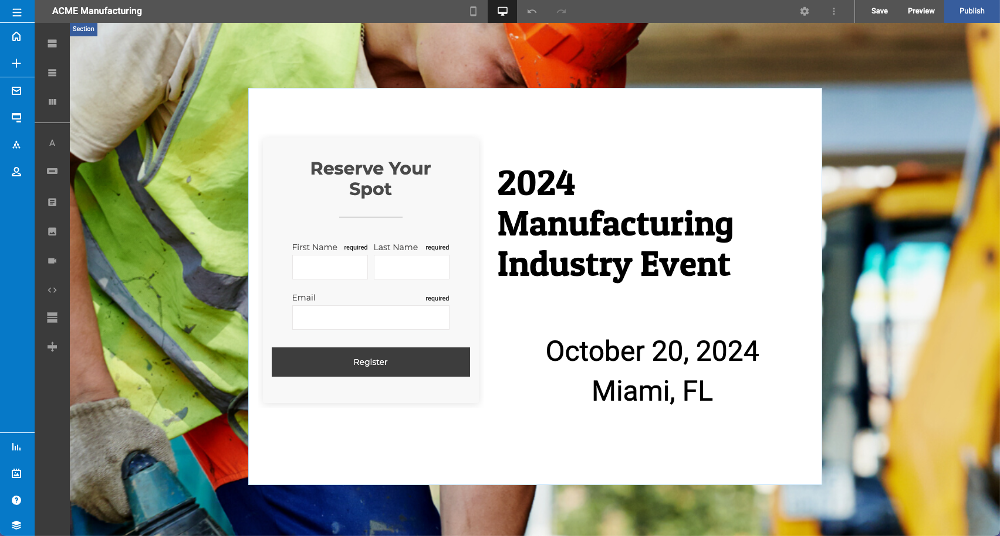 ACME Manufacturing
Save
Preview
Publish
Section
A
Reserve Your
Spot
First Name required Last Name required
Email required
Register
2024
Manufacturing
Industry Event
October 20, 2024
Miami, FL